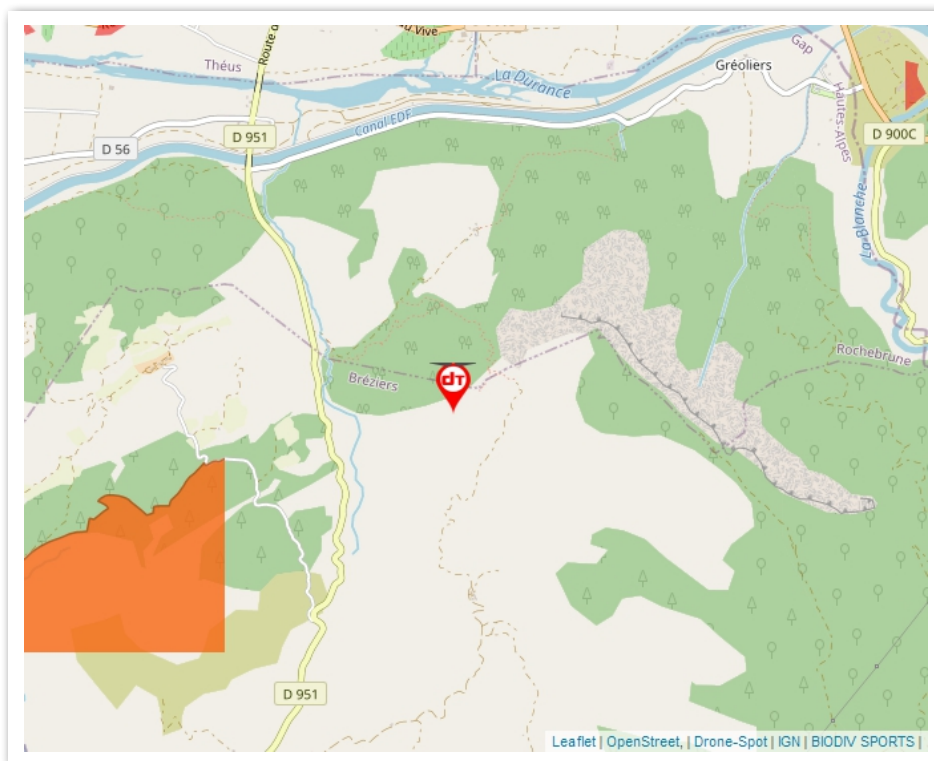 u Vive
Théus
Route d
La Durance
Gap
Gréoliers
Hautes-Alpes
D 951
Canal EDF
D 56
D 900C
La Blanche
Rochebrune
Bréziers
dT
D 951
Leaflet | OpenStreet, | Drone-Spot | IGN | BIODIV SPORTS |